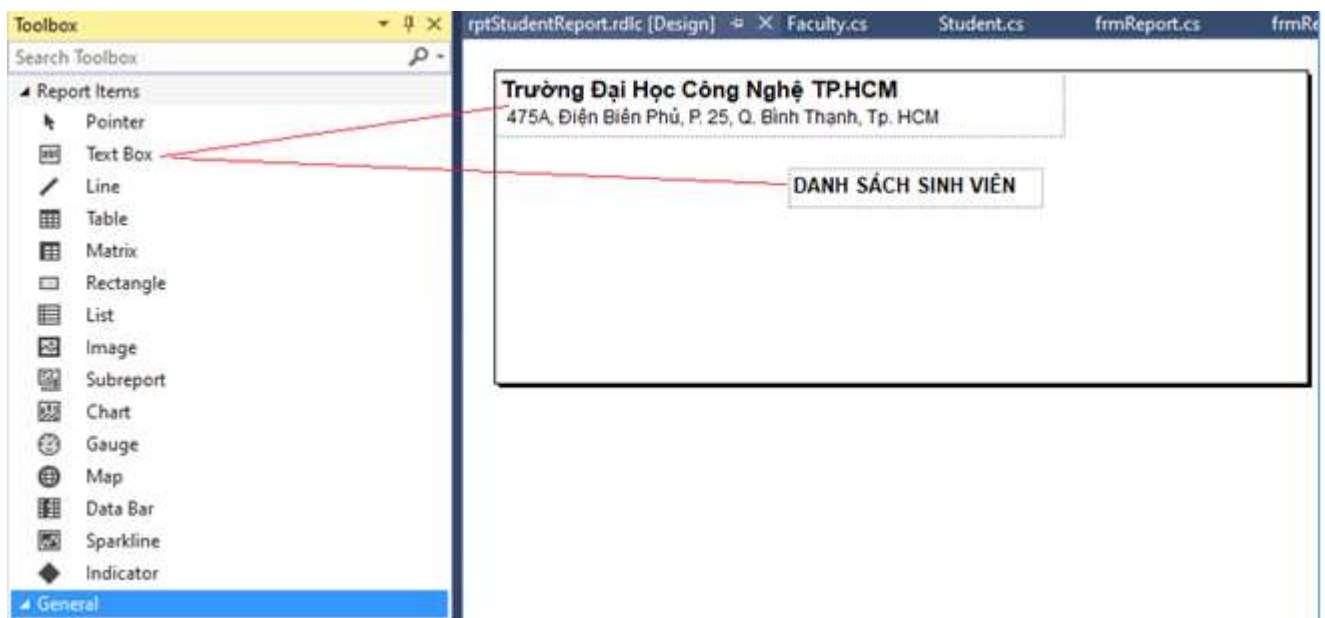 Toolbox
Search Toolbox
Report Items
Pointer
Text Box
Line
Table
Matrix
Rectangle
List
Image
Subreport
Chart
Gauge
Map
Data Bar
Sparkline
Indicator
General
rptStudentReport.rdlc [Design] Faculty.cs Student.cs frmReport.cs frmRe
Trường Đại Học Công Nghệ TP.HCM
475A, Điện Biên Phủ, P. 25, Q. Bình Thạnh, Tp. HCM
DANH SÁCH SINH VIÊN